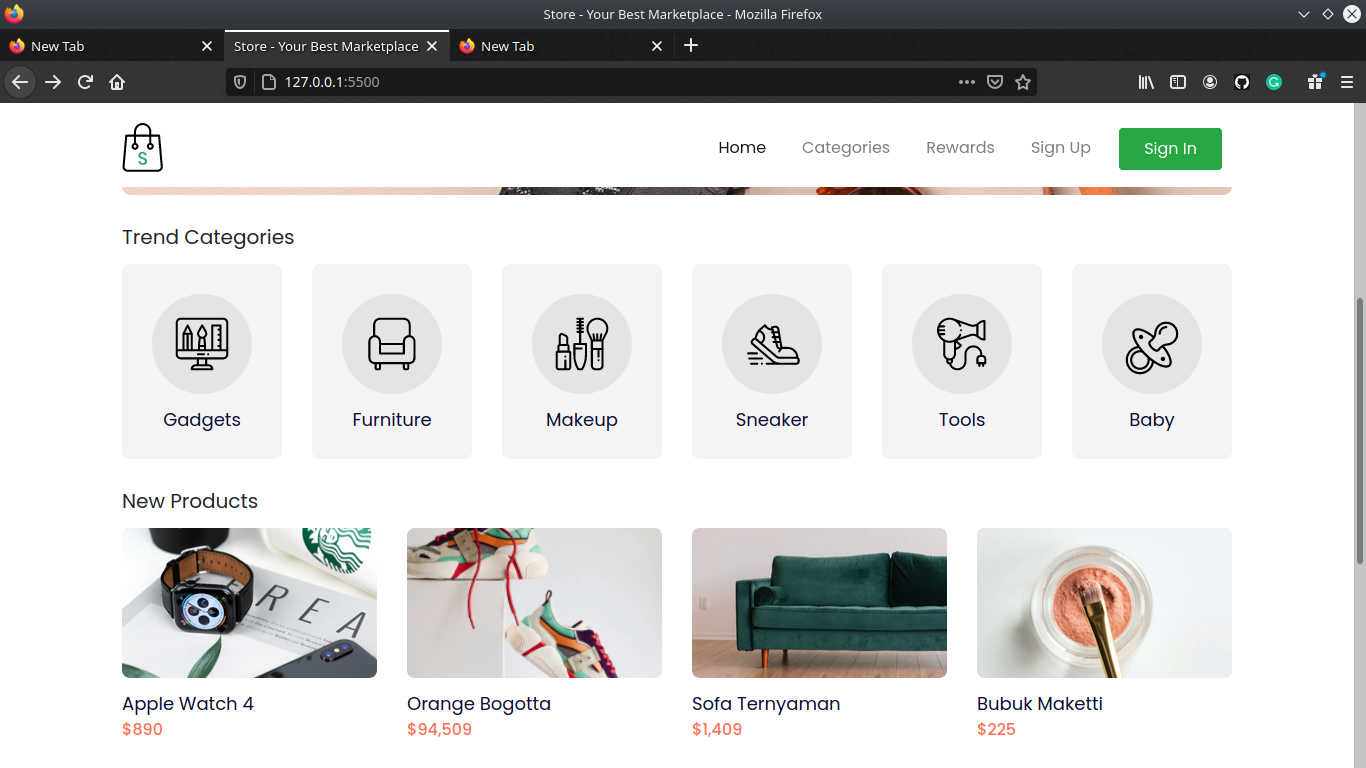 Store - Your Best Marketplace - Mozilla Firefox
New Tab
Store - Your Best Marketplace
New Tab
127.0.0.1:5500
S
Home
Categories
Rewards
Sign Up
Sign In
Trend Categories
Gadgets
Furniture
Makeup
Sneaker
Tools
Baby
New Products
REA
Apple Watch 4
Orange Bogotta
Sofa Ternyaman
Bubuk Maketti
$890
$94,509
$1,409
$225